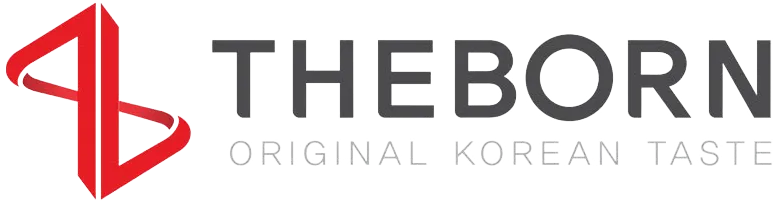 THEBORN
ORIGINAL KOREAN TASTE